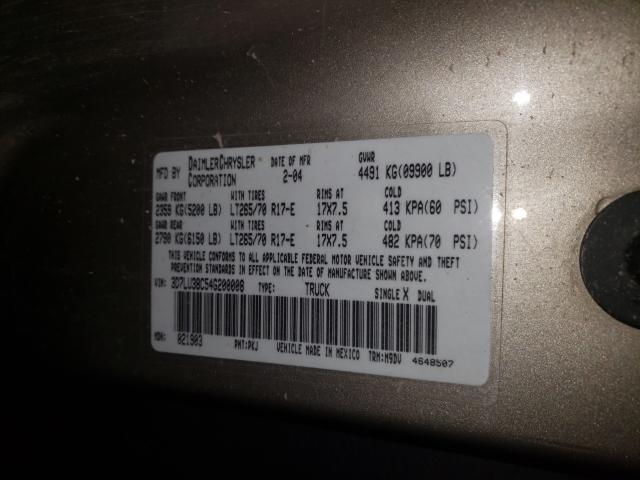 MFD BY DAIMLERCHRYSLER CORPORATION DATE OF MFR 2-04 GVWR 4491 KG(09900 LB)
GAWR FRONT WITH TIRES RIMS AT COLD
2359 KG(5200 LB) LT265/70 R17-E 17X7.5 413 KPA(60 PSI)
GAWR REAR WITH TIRES RIMS AT COLD
2790 KG(6150 LB) LT265/70 R17-E 17X7.5 482 KPA(70 PSI)
THIS VEHICLE CONFORMS TO ALL APPLICABLE FEDERAL MOTOR VEHICLE SAFETY AND THEFT
PREVENTION STANDARDS IN EFFECT ON THE DATE OF MANUFACTURE SHOWN ABOVE.
VIN: 3D7LU38C54G200008 TYPE: TRUCK SINGLE X DUAL
MDH: 021903 PNT:PKJ VEHICLE MADE IN MEXICO TRM:M9DV 4648507